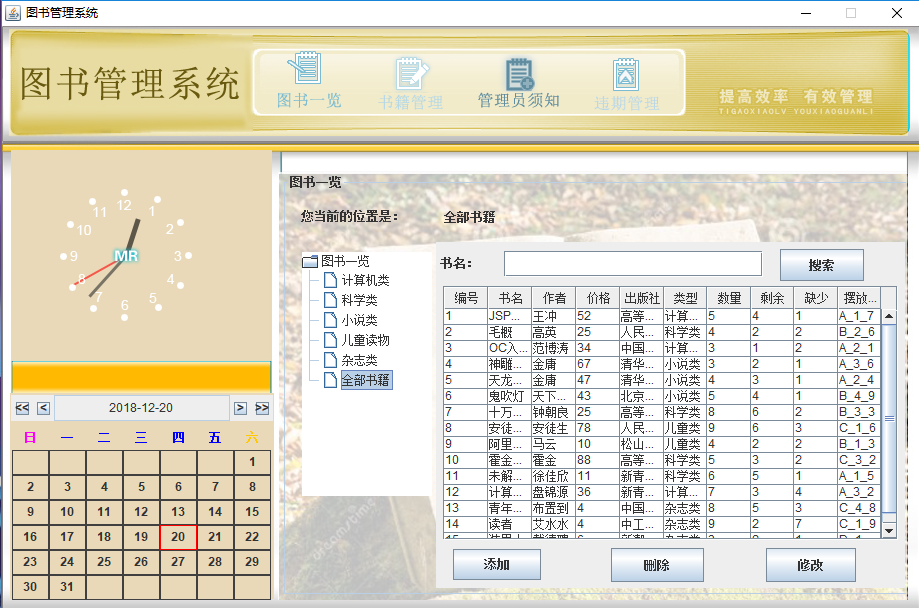 图书管理系统
图书管理系统
图书一览 书籍管理 管理员须知 违期管理
提高效率 有效管理
TIGAOXIAOLV YOUXIAOGUANLI
12
11 1
10 2
9 MR 3
8 4
7 5
6
<< < 2018-12-20 > >>
日 一 二 三 四 五 六
1
2 3 4 5 6 7 8
9 10 11 12 13 14 15
16 17 18 19 20 21 22
23 24 25 26 27 28 29
30 31
图书一览
您当前的位置是： 全部书籍
图书一览
计算机类
科学类
小说类
儿童读物
杂志类
全部书籍
书名： 搜索
编号 书名 作者 价格 出版社 类型 数量 剩余 缺少 摆放...
1 JSP... 王冲 52 高等... 计算... 5 4 1 A_1_7
2 毛概 高英 25 人民... 科学类 4 2 2 B_2_6
3 OC入... 范博涛 34 中国... 计算... 3 1 2 A_2_1
4 神雕... 金庸 67 清华... 小说类 3 2 1 A_3_6
5 天龙... 金庸 47 清华... 小说类 4 3 1 A_2_4
6 鬼吹灯 天下... 43 北京... 小说类 5 4 1 B_4_9
7 十万... 钟朝良 25 高等... 科学类 8 6 2 B_3_3
8 安徒... 安徒生 78 人民... 儿童类 9 6 3 C_1_6
9 阿里... 马云 10 松山... 儿童类 4 2 2 B_1_3
10 霍金... 霍金 88 高等... 科学类 5 3 2 C_3_2
11 未解... 徐佳欣 11 新青... 科学类 6 5 1 A_1_5
12 计算... 盘锦源 36 新青... 计算... 7 3 4 A_3_2
13 青年... 布置到 4 中国... 杂志类 8 5 3 C_4_8
14 读者 艾水水 4 中工... 杂志类 9 2 7 C_1_9
添加 删除 修改